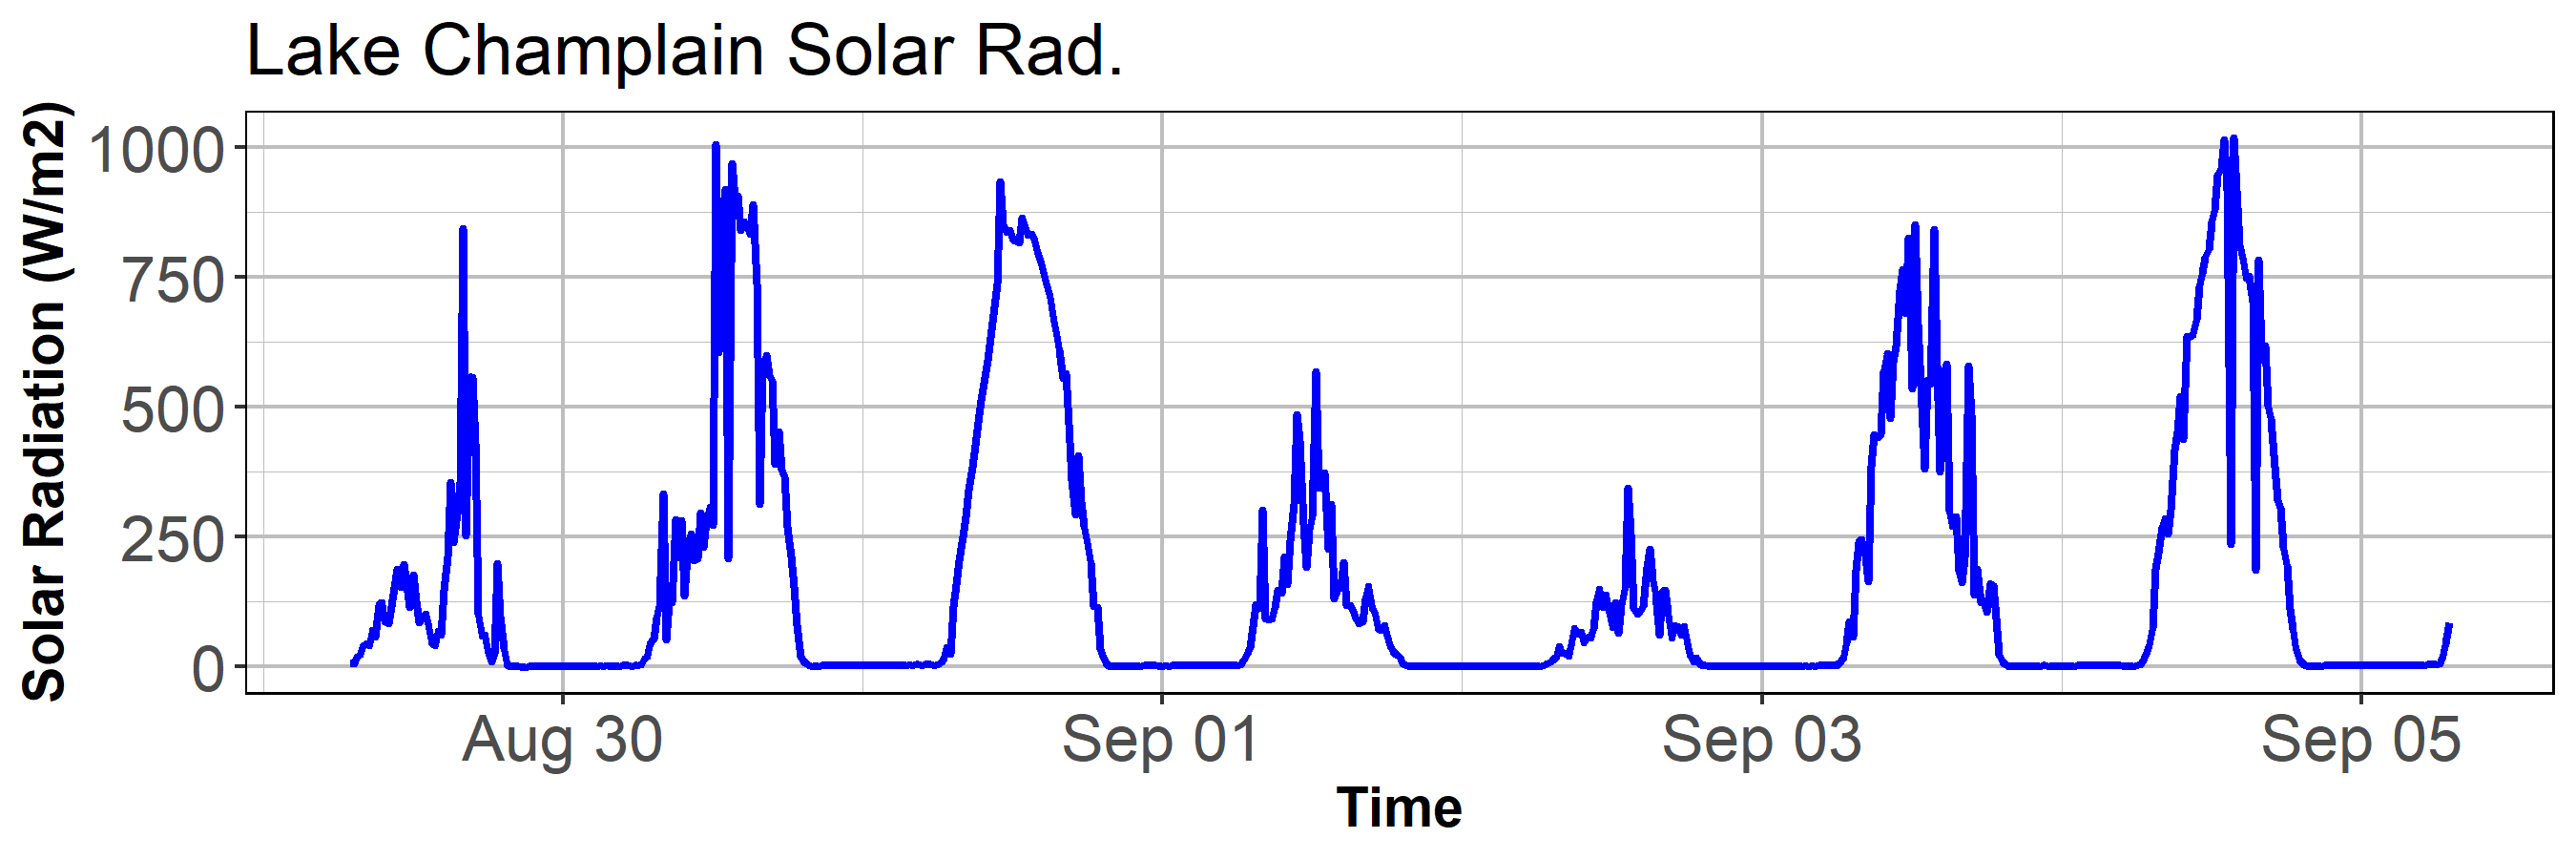 Lake Champlain Solar Rad.
Solar Radiation (W/m2)
1000
750
500
250
0
Aug 30 Sep 01 Sep 03 Sep 05
Time